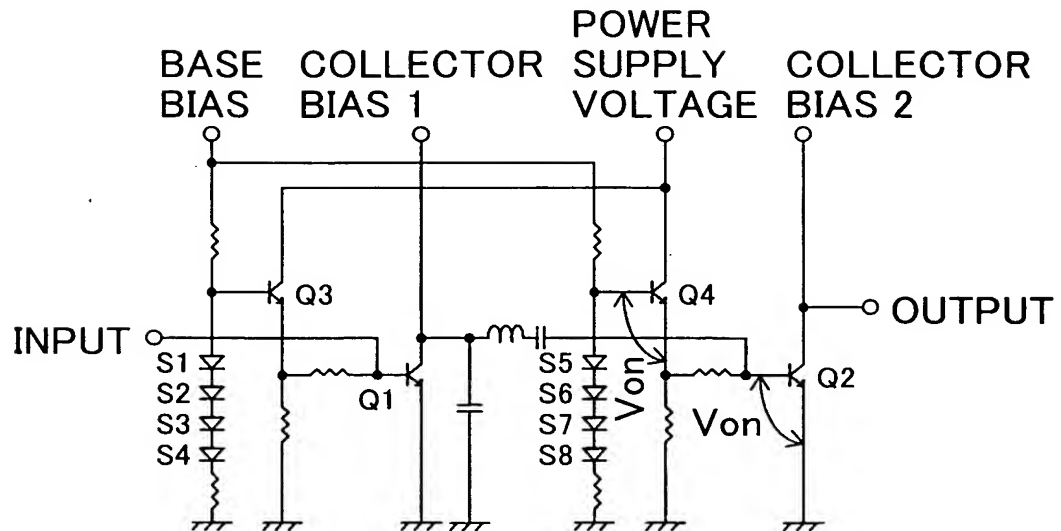 BASE BIAS
COLLECTOR BIAS 1
POWER SUPPLY VOLTAGE
COLLECTOR BIAS 2
Q3
Q4
INPUT
OUTPUT
S1
S2
S3
S4
Q1
S5
S6
S7
S8
Von
Von
Q2